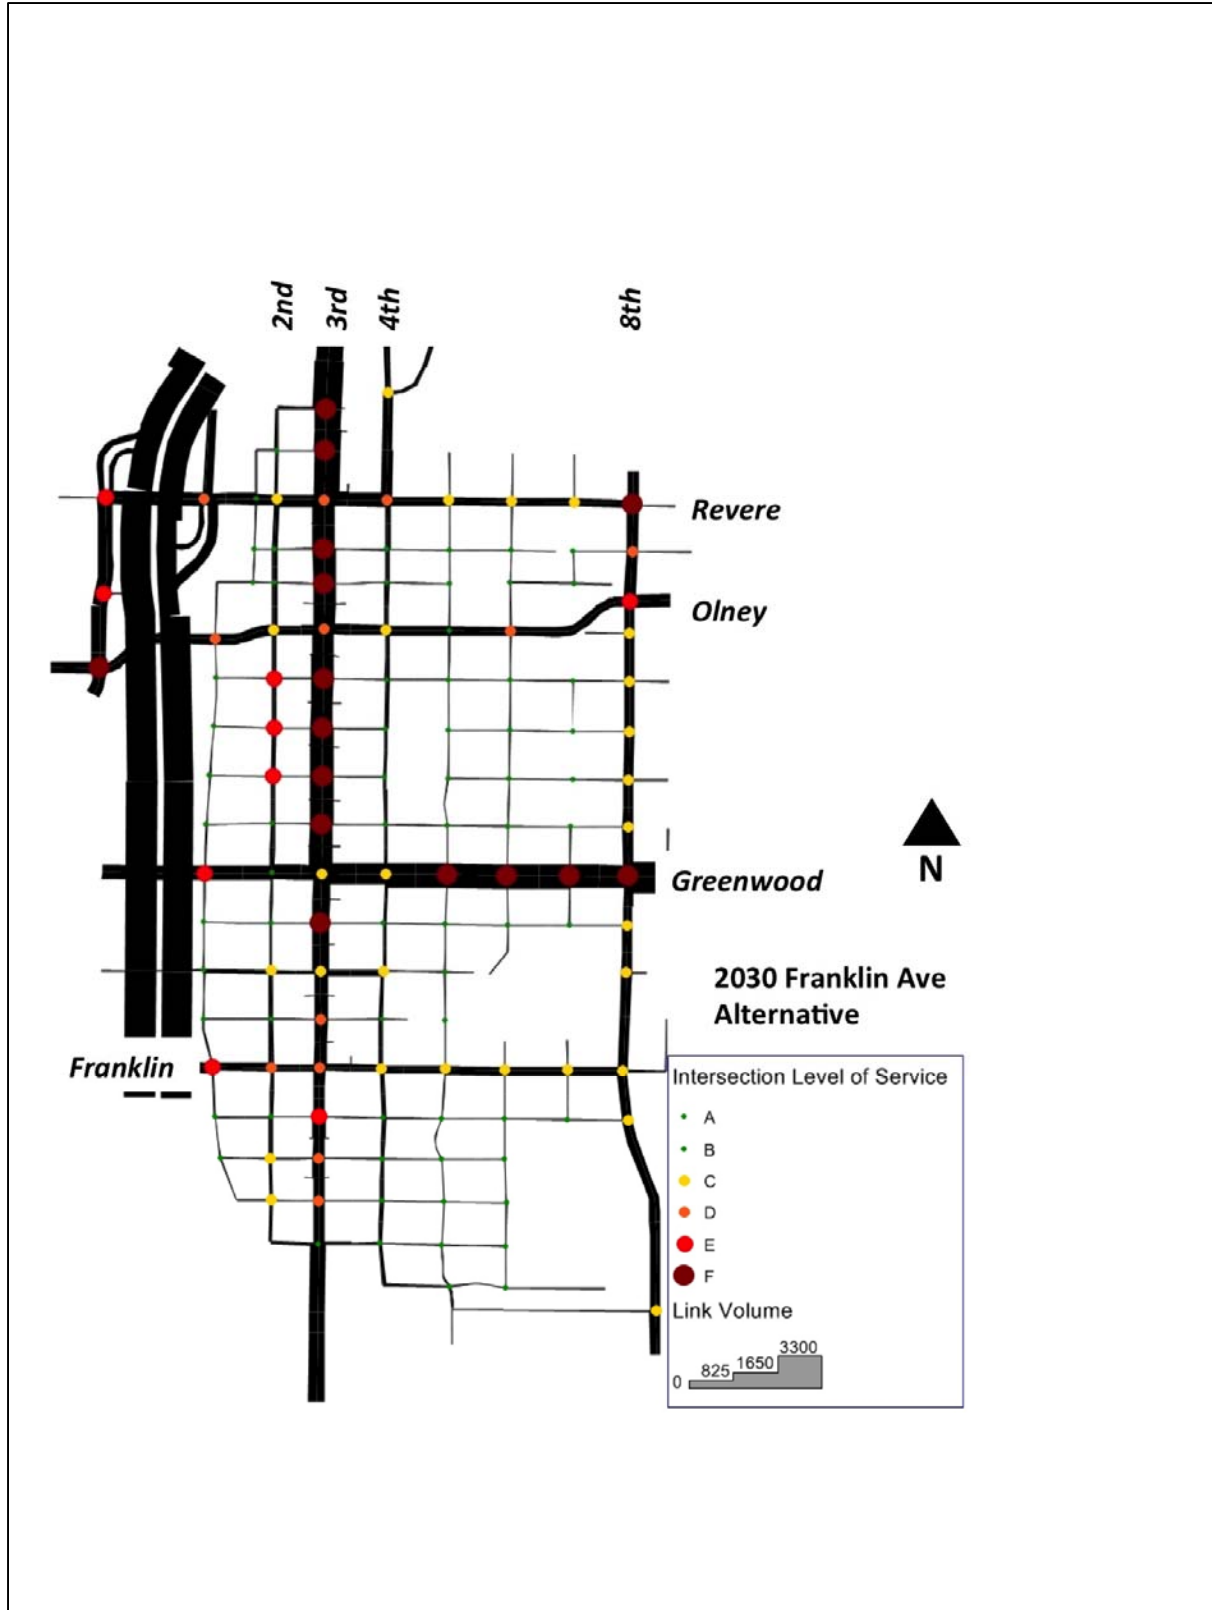 2nd
3rd
4th
8th
Revere
Olney
Greenwood
N
2030 Franklin Ave
Alternative
Franklin
Intersection Level of Service
A
B
C
D
E
F
Link Volume
0 825 1650 3300